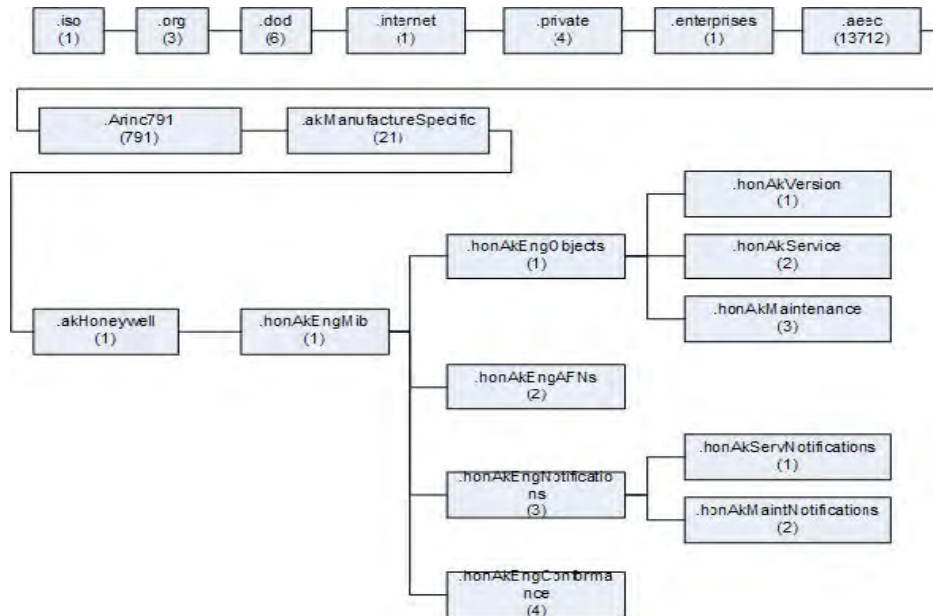 .iso
(1)
.org
(3)
.dod
(6)
.internet
(1)
.private
(4)
.enterprises
(1)
.aeec
(13712)
.Arinc791
(791)
.akManufactureSpecific
(21)
.honAkVersion
(1)
.honAkEngObjects
(1)
.honAkService
(2)
.honAkMaintenance
(3)
.akHoneywell
(1)
.honAkEngMib
(1)
.honAkEngAFNs
(2)
.honAkServNotifications
(1)
.honAkEngNotificatio
ns
(3)
.honAkMaintNotifications
(2)
.honAkEngConforma
nce
(4)